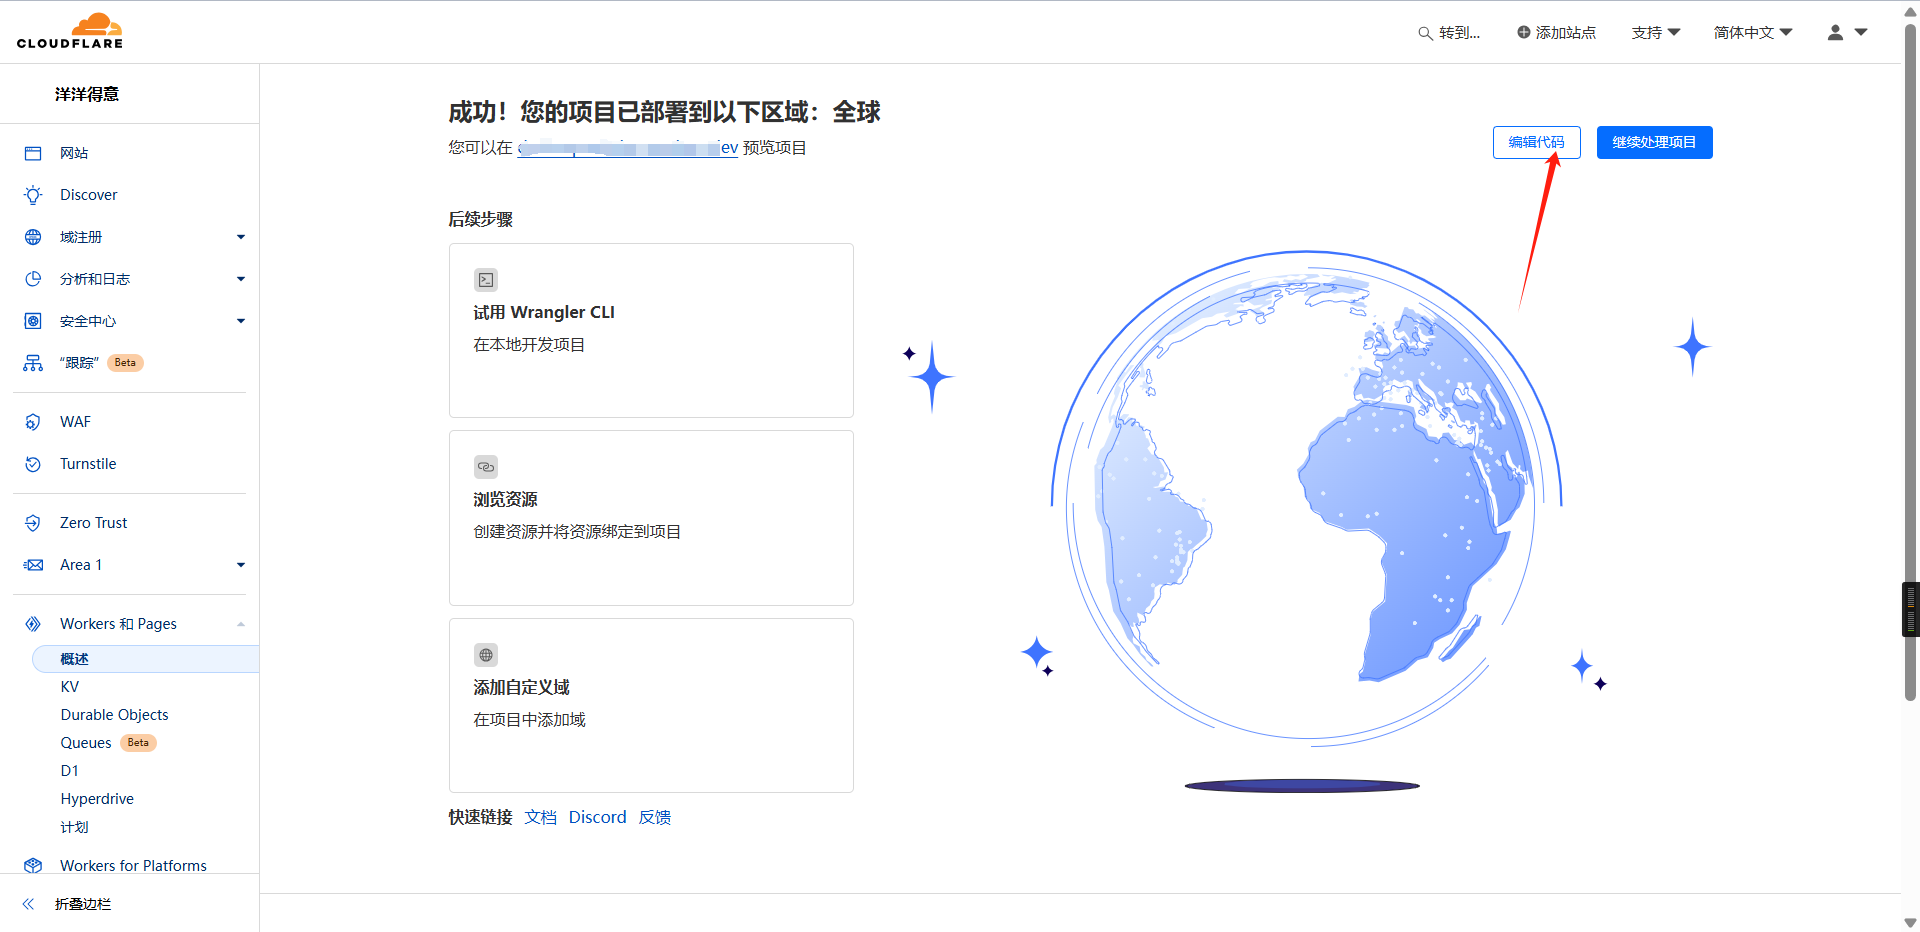 CLOUDFLARE
转到...
添加站点
支持
简体中文
洋洋得意
网站
Discover
域注册
分析和日志
安全中心
“跟踪” Beta
WAF
Turnstile
Zero Trust
Area 1
Workers 和 Pages
概述
KV
Durable Objects
Queues Beta
D1
Hyperdrive
计划
Workers for Platforms
折叠边栏
成功！您的项目已部署到以下区域：全球
您可以在 ev 预览项目
编辑代码
继续处理项目
后续步骤
试用 Wrangler CLI
在本地开发项目
浏览资源
创建资源并将资源绑定到项目
添加自定义域
在项目中添加域
快速链接 文档 Discord 反馈